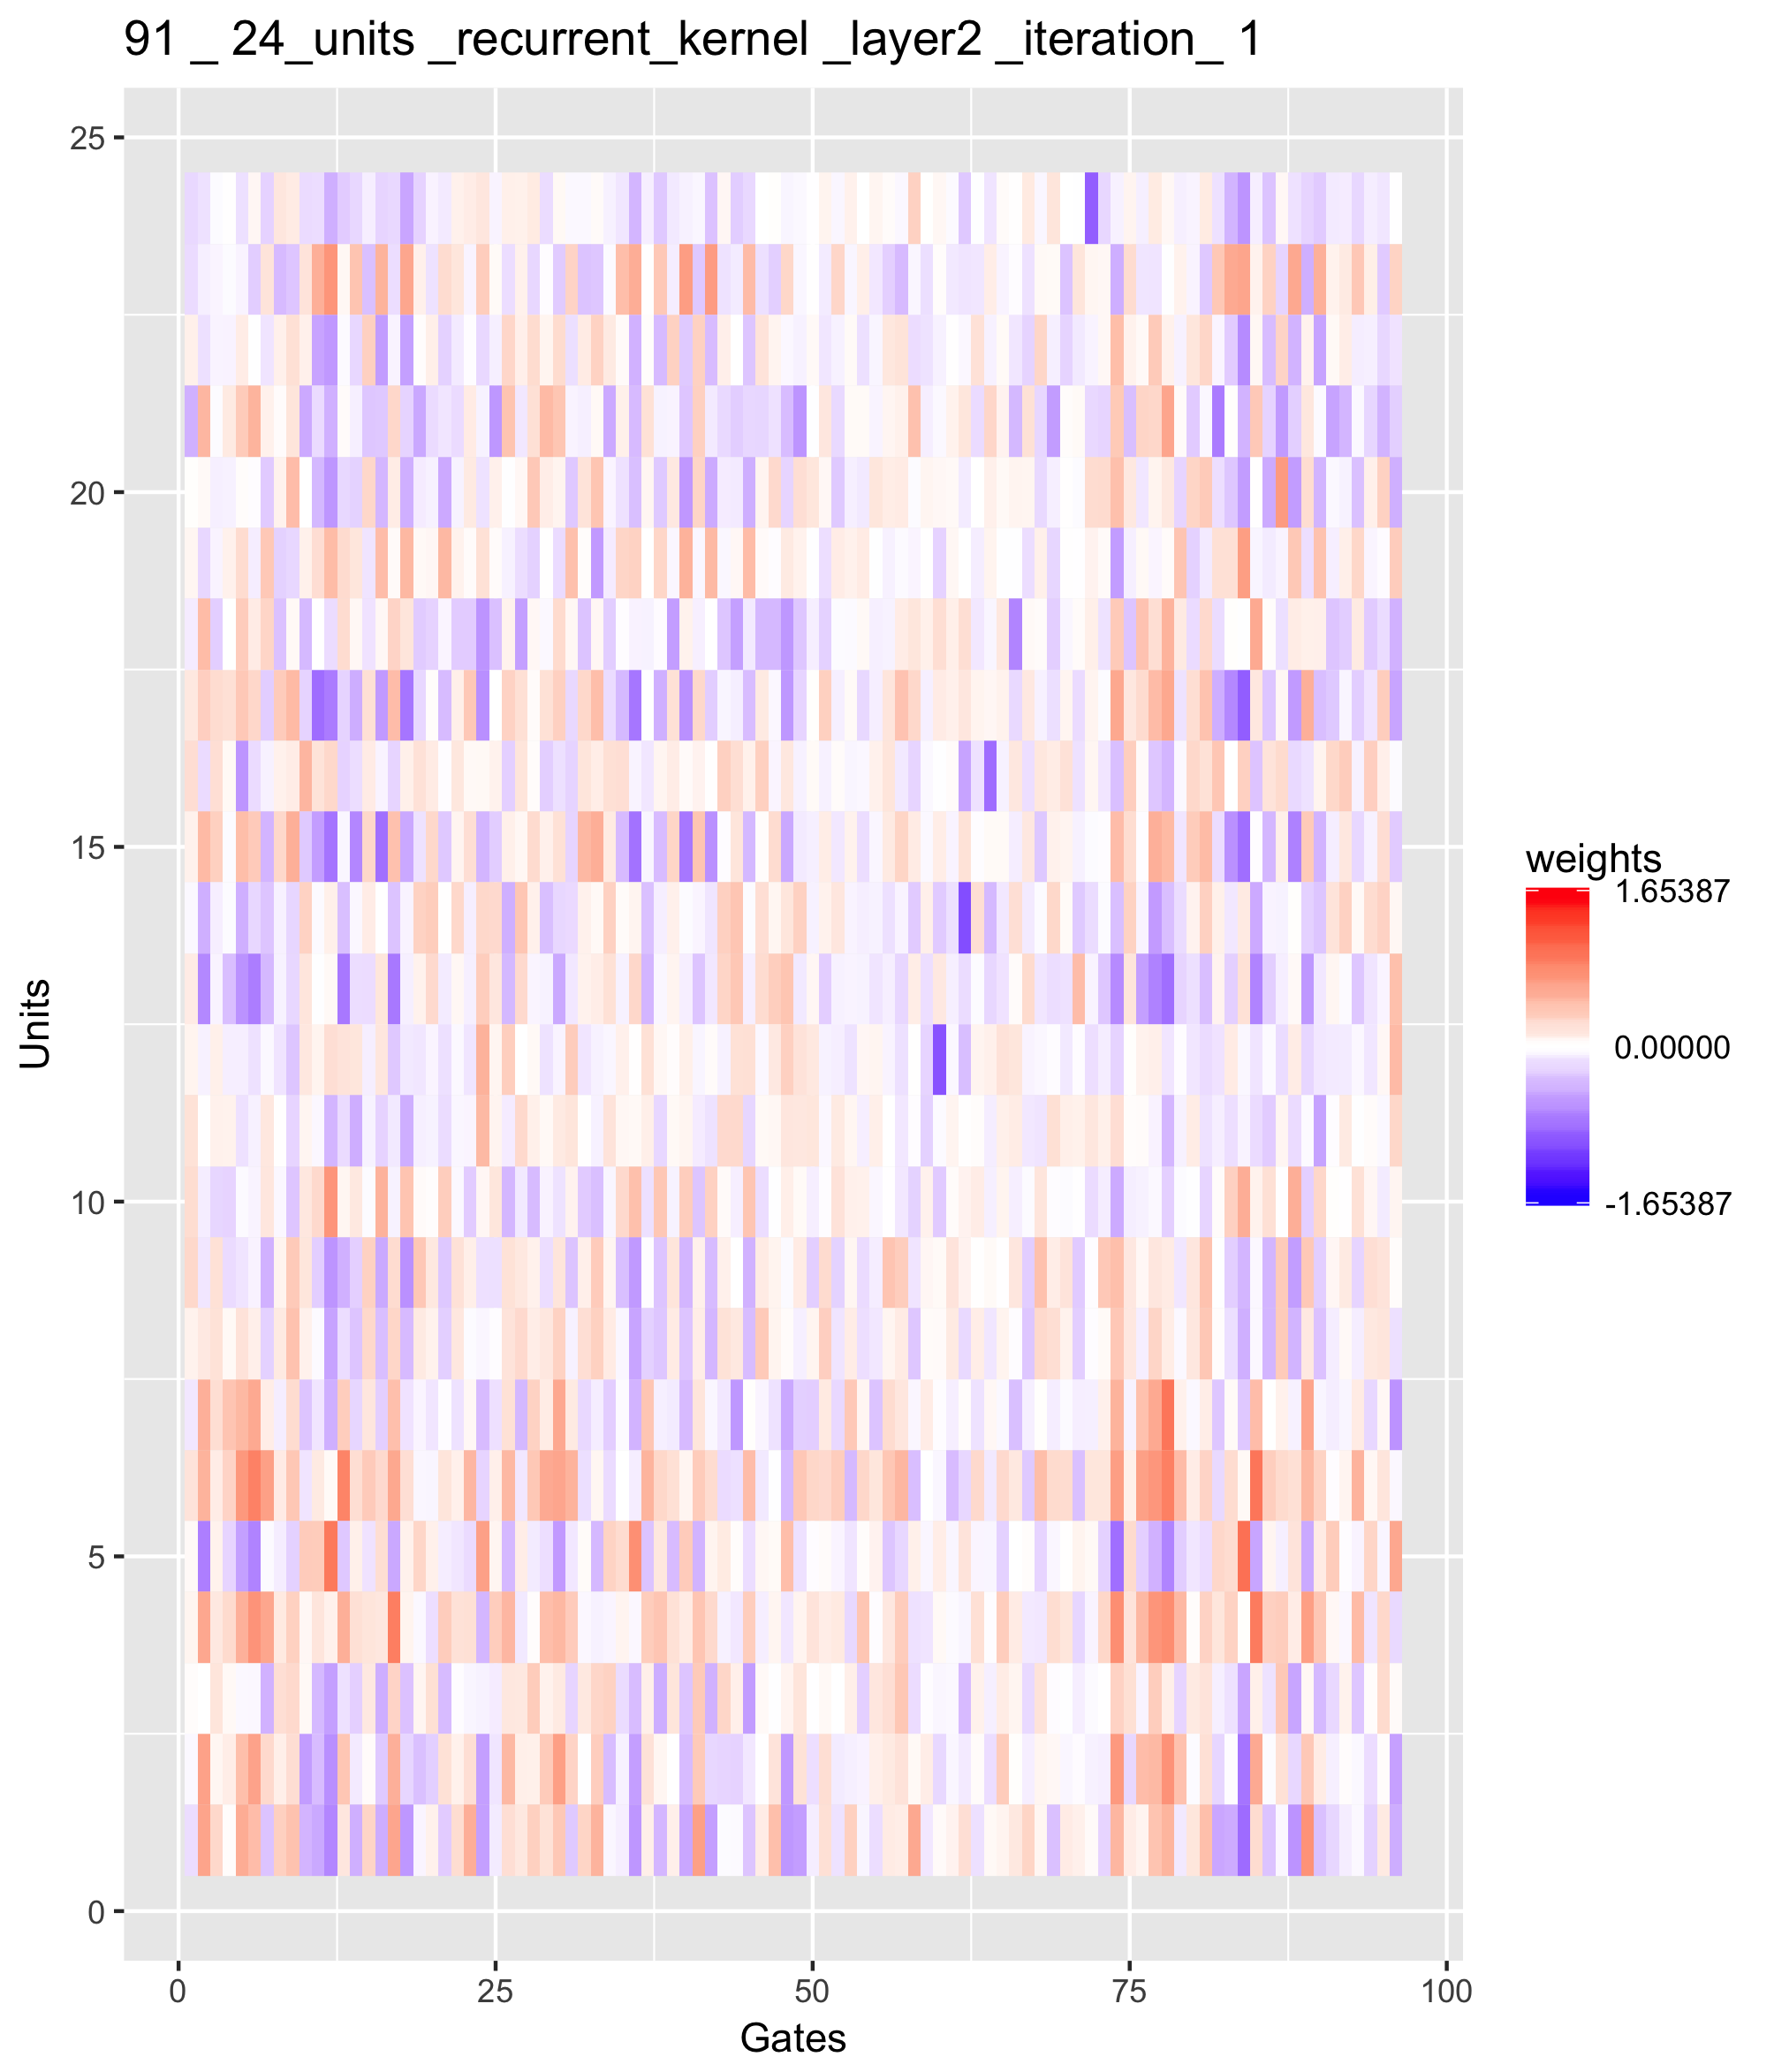 91 _ 24_units _recurrent_kernel _layer2 _iteration_ 1
25
20
15
10
5
0
Units
0 25 50 75 100
Gates
weights
1.65387
0.00000
-1.65387